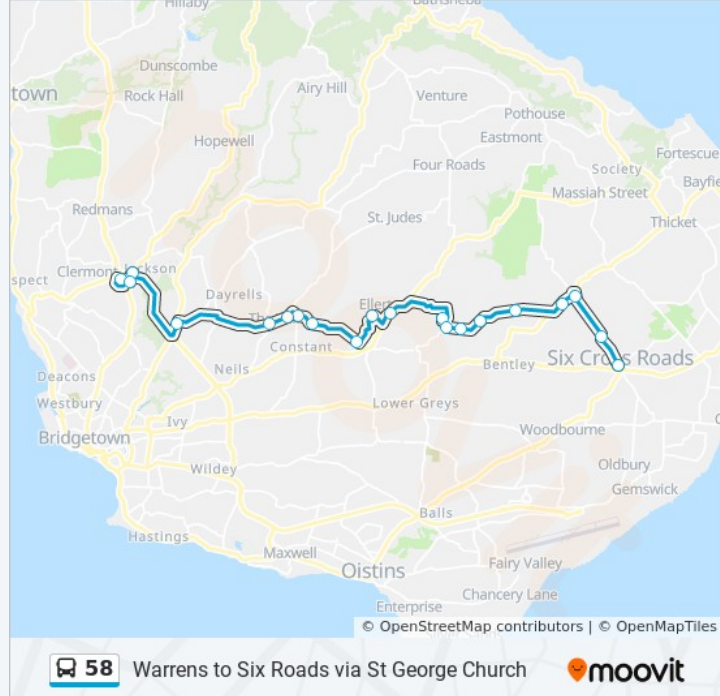 Hillaby
Bathsheba
Duncombe
town
Rock Hall
Airy Hill
Venture
Pothouse
Hopewell
Eastmont
Fortescue
Four Roads
Society
Bayfie
Massiah Street
Redmans
St. Judes
Thicket
spect
Clermont
Jackson
Dayrells
Ellert
Th
Constant
Six Cross Roads
Neils
Bentley
Deacons
Westbury
Lower Greys
Ivy
Bridgetown
Woodbourne
Wildey
Oldbury
Gemswick
Balls
Hastings
Maxwell
Fairy Valley
Oistins
Chancery Lane
Enterprise
© OpenStreetMap contributors | © OpenMapTiles
58 Warrens to Six Roads via St George Church moovit